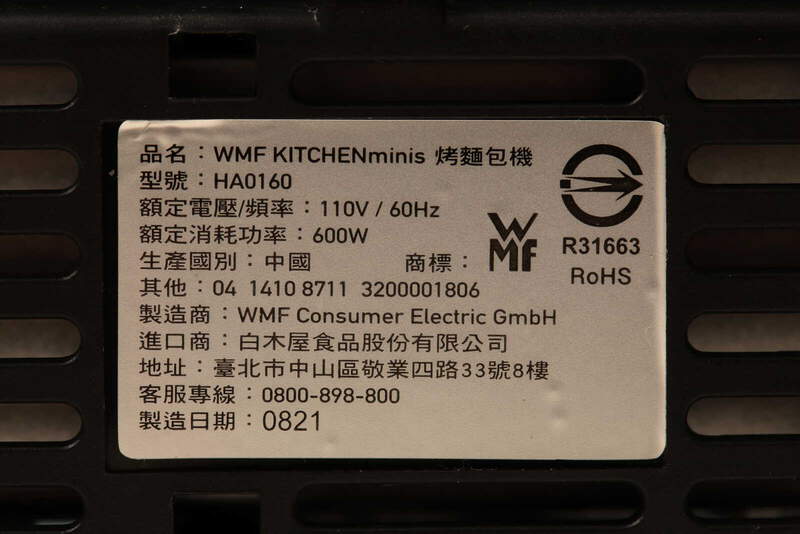 品名：WMF KITCHENminis 烤麵包機
型號：HA0160
額定電壓/頻率：110V / 60Hz
額定消耗功率：600W
生產國別：中國 商標：WMF
R31663
RoHS
其他：04 1410 8711 3200001806
製造商：WMF Consumer Electric GmbH
進口商：白木屋食品股份有限公司
地址：臺北市中山區敬業四路33號8樓
客服專線：0800-898-800
製造日期：0821